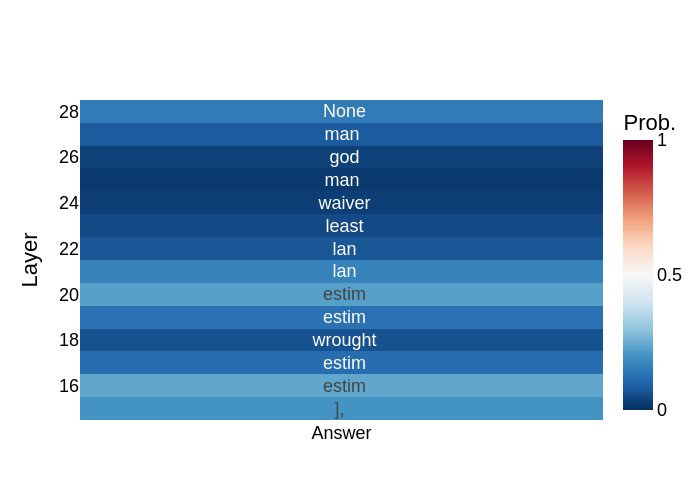 Prob.
28 None 1
man
26 god
man
24 waiver
least
22 lan
lan 0.5
20 estim
estim
18 wrought
estim
16 estim
], 0
Answer
Layer